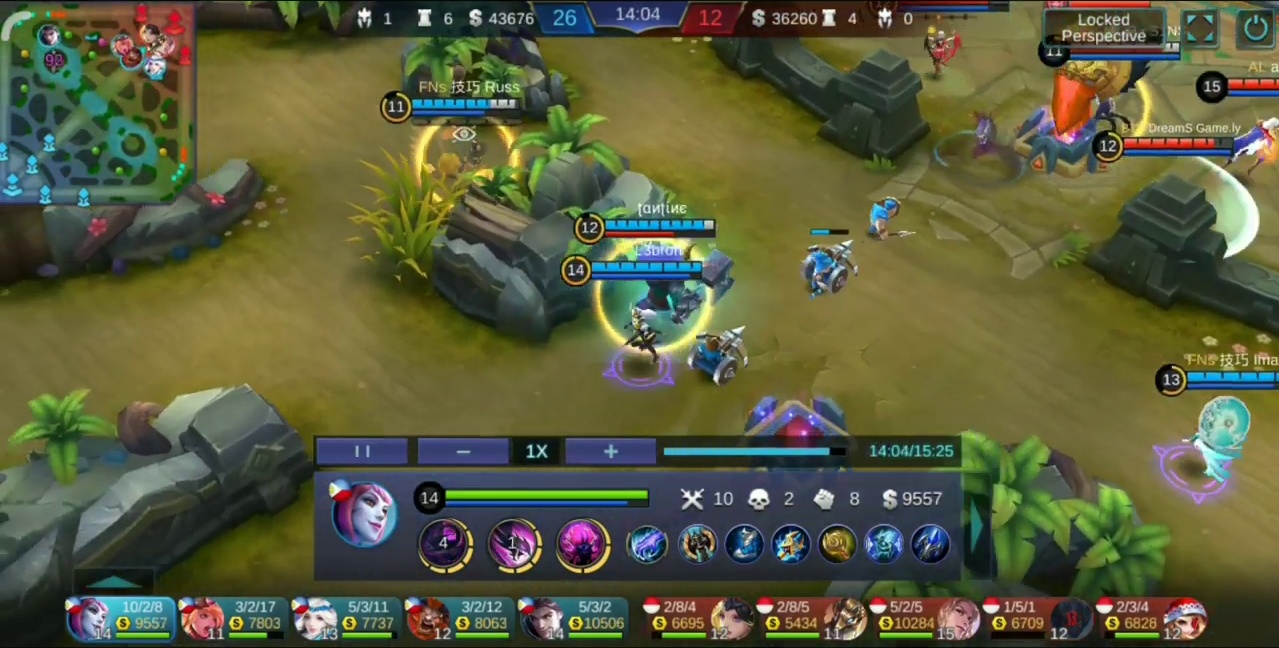 1 6 $ 43676 26 14:04 12 $ 36260 4 0
Locked
Perspective
11
AL a
15
FNs 技巧 Russ
11
DreamS Game.ly
12
12
14
FNs 技巧 Ima
13
II − 1X + 14:04/15:25
14 10 2 8 $ 9557
4 1
10/2/8 3/2/17 5/3/11 3/2/12 5/3/2 2/8/4 2/8/5 5/2/5 1/5/1 2/3/4
9557 7803 7737 8063 10506 6695 5434 10284 6709 6828
14 11 13 12 14 12 11 15 12 12